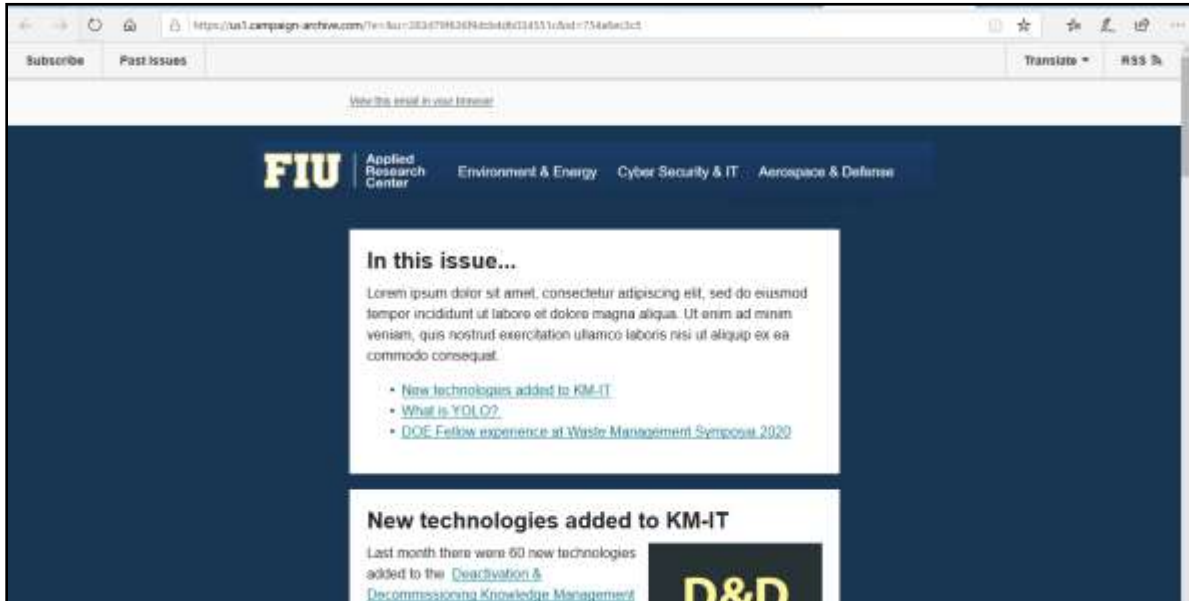 Subscribe Past Issues Translate RSS
View this email in your browser
FIU Applied Research Center Environment & Energy Cyber Security & IT Aerospace & Defense
In this issue...
Lorem ipsum dolor sit amet, consectetur adipiscing elit, sed do eiusmod
tempor incididunt ut labore et dolore magna aliqua. Ut enim ad minim
veniam, quis nostrud exercitation ullamco laboris nisi ut aliquip ex ea
commodo consequat.
• New technologies added to KM-IT
• What is YOLO?
• DOE Fellow experience at Waste Management Symposia 2020
New technologies added to KM-IT
Last month there were 60 new technologies
added to the Deactivation &
Decommissioning Knowledge Management
D&D